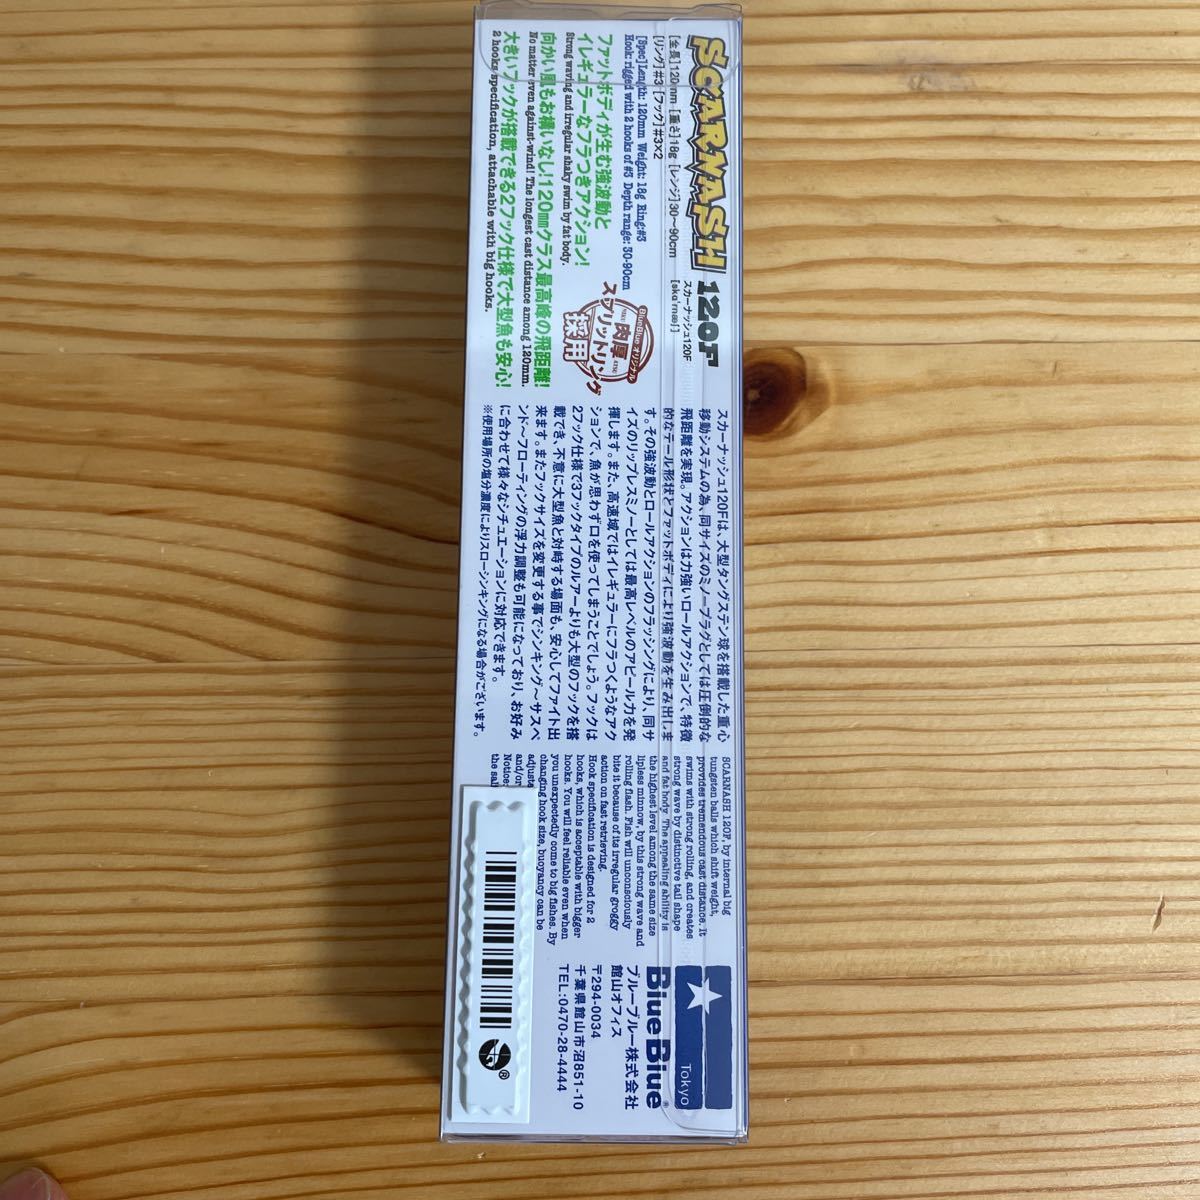 SCARNASH 120F
スカーナッシュ120F
[全長]120mm [重さ]18g [レンジ]30〜90cm
[リング]#3 [フック]#3×2
[Spec]Length: 120mm Weight: 18g Ring:#3
Hook: rigged with 2 hooks of #3 Depth range: 30-90cm
ファットボディが生む強波動と
イレギュラーなフラつきアクション!
Strong waving and irregular shaky swim by fat body.
向かい風もお構いなし!120mmクラス最高峰の飛距離!
No matter even against-wind! The longest cast distance among 120mm.
大きいフックが搭載できる2フック仕様で大型魚も安心!
2 hooks specification, attachable with big hooks.
BlueBlue オリジナル
肉厚
スプリットリング
採用
スカーナッシュ120Fは、大型タングステン球を搭載した重心
移動システムの為、同サイズのミノープラグとしては圧倒的な
飛距離を実現。アクションは力強いロールアクションで、特徴
的なテール形状とファットボディにより強波動を生み出しま
す。その強波動とロールアクションのフラッシングにより、同サ
イズのリップレスミノーとしては最高レベルのアピール力を発
揮します。また、高速域ではイレギュラーにフラつくようなアク
ションで、魚が思わず口を使ってしまうことでしょう。フックは
2フック仕様で3フックタイプのルアーよりも大型のフックを搭
載でき、不意に大型魚と対峙する場面も、安心してファイト出
来ます。またフックサイズを変更する事でシンキング〜サスペ
ンド〜フローティングの浮力調整も可能になっており、お好み
に合わせて様々なシチュエーションに対応できます。
※使用場所の塩分濃度によりスローシンキングになる場合がございます。
SCARNASH 120F, by internal big
tungsten balls which shift weight,
provides tremendous cast distance. It
swims with strong rolling, and creates
strong wave by distinctive tail shape
and fat body. The appealing ability is
the highest level among the same size
lipless minnow, by this strong wave and
rolling flash. Fish will unconsciously
bite it because of its irregular groggy
action on fast retrieving.
Hook specification is designed for 2
hooks, which is acceptable with bigger
hooks. You will feel reliable even when
you unexpectedly come to big fishes. By
changing hook size, buoyancy can be
adjuste
and/or
Notice:
the sal
Tokyo
BlueBlue®
ブルーブルー株式会社
館山オフィス
〒294-0034
千葉県館山市沼851-10
TEL:0470-28-4444